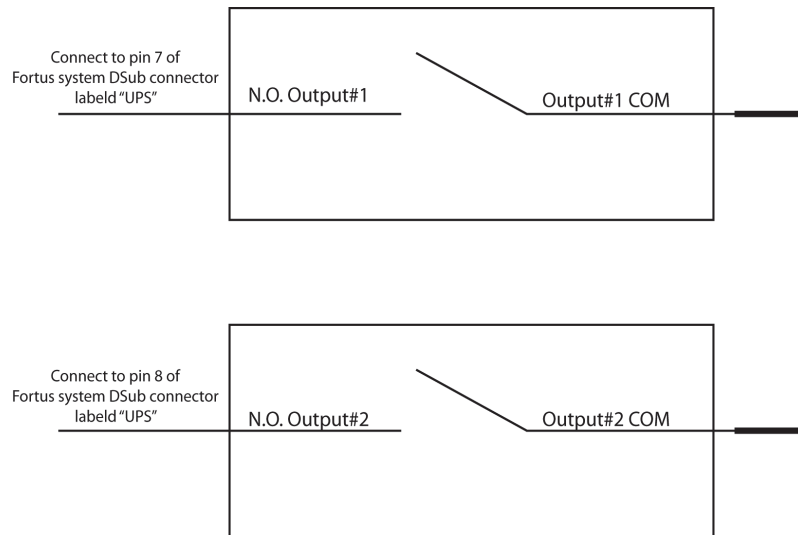 Connect to pin 7 of
Fortus system DSub connector
labeld "UPS"
N.O. Output#1
Output#1 COM
Connect to pin 8 of
Fortus system DSub connector
labeld "UPS"
N.O. Output#2
Output#2 COM